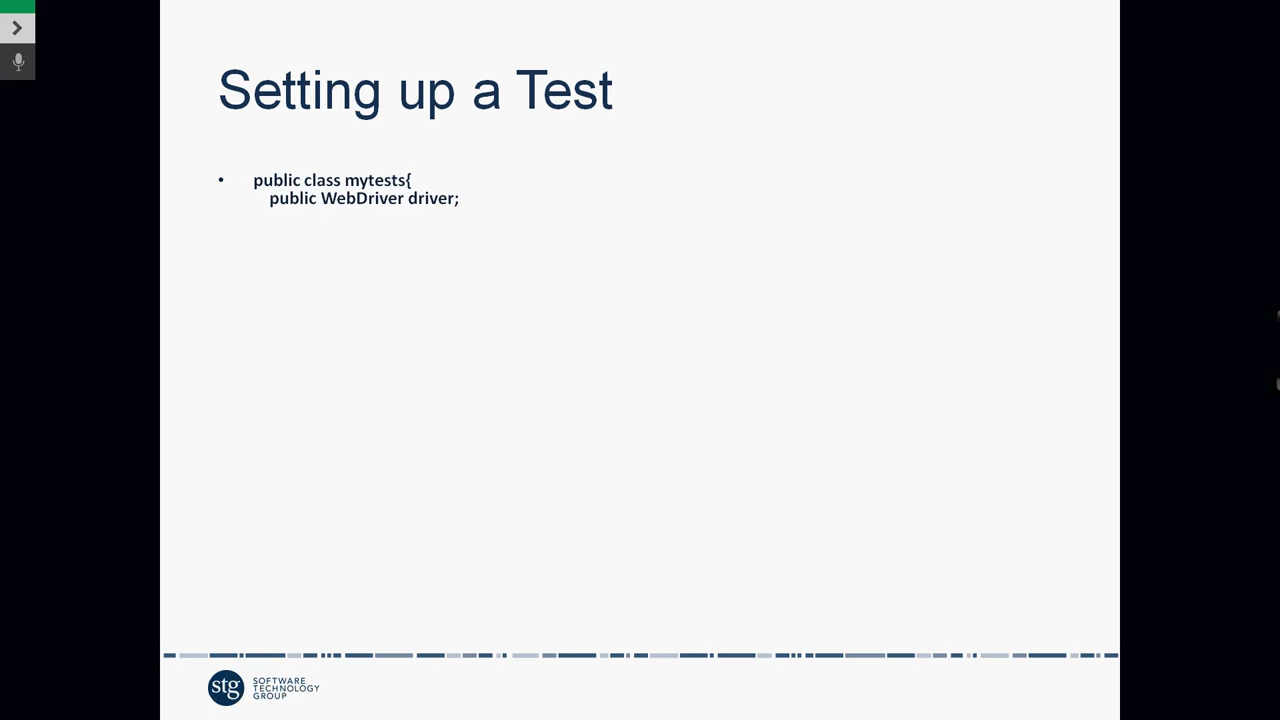 Setting up a Test
• public class mytests{
public WebDriver driver;
stg
SOFTWARE
TECHNOLOGY
GROUP